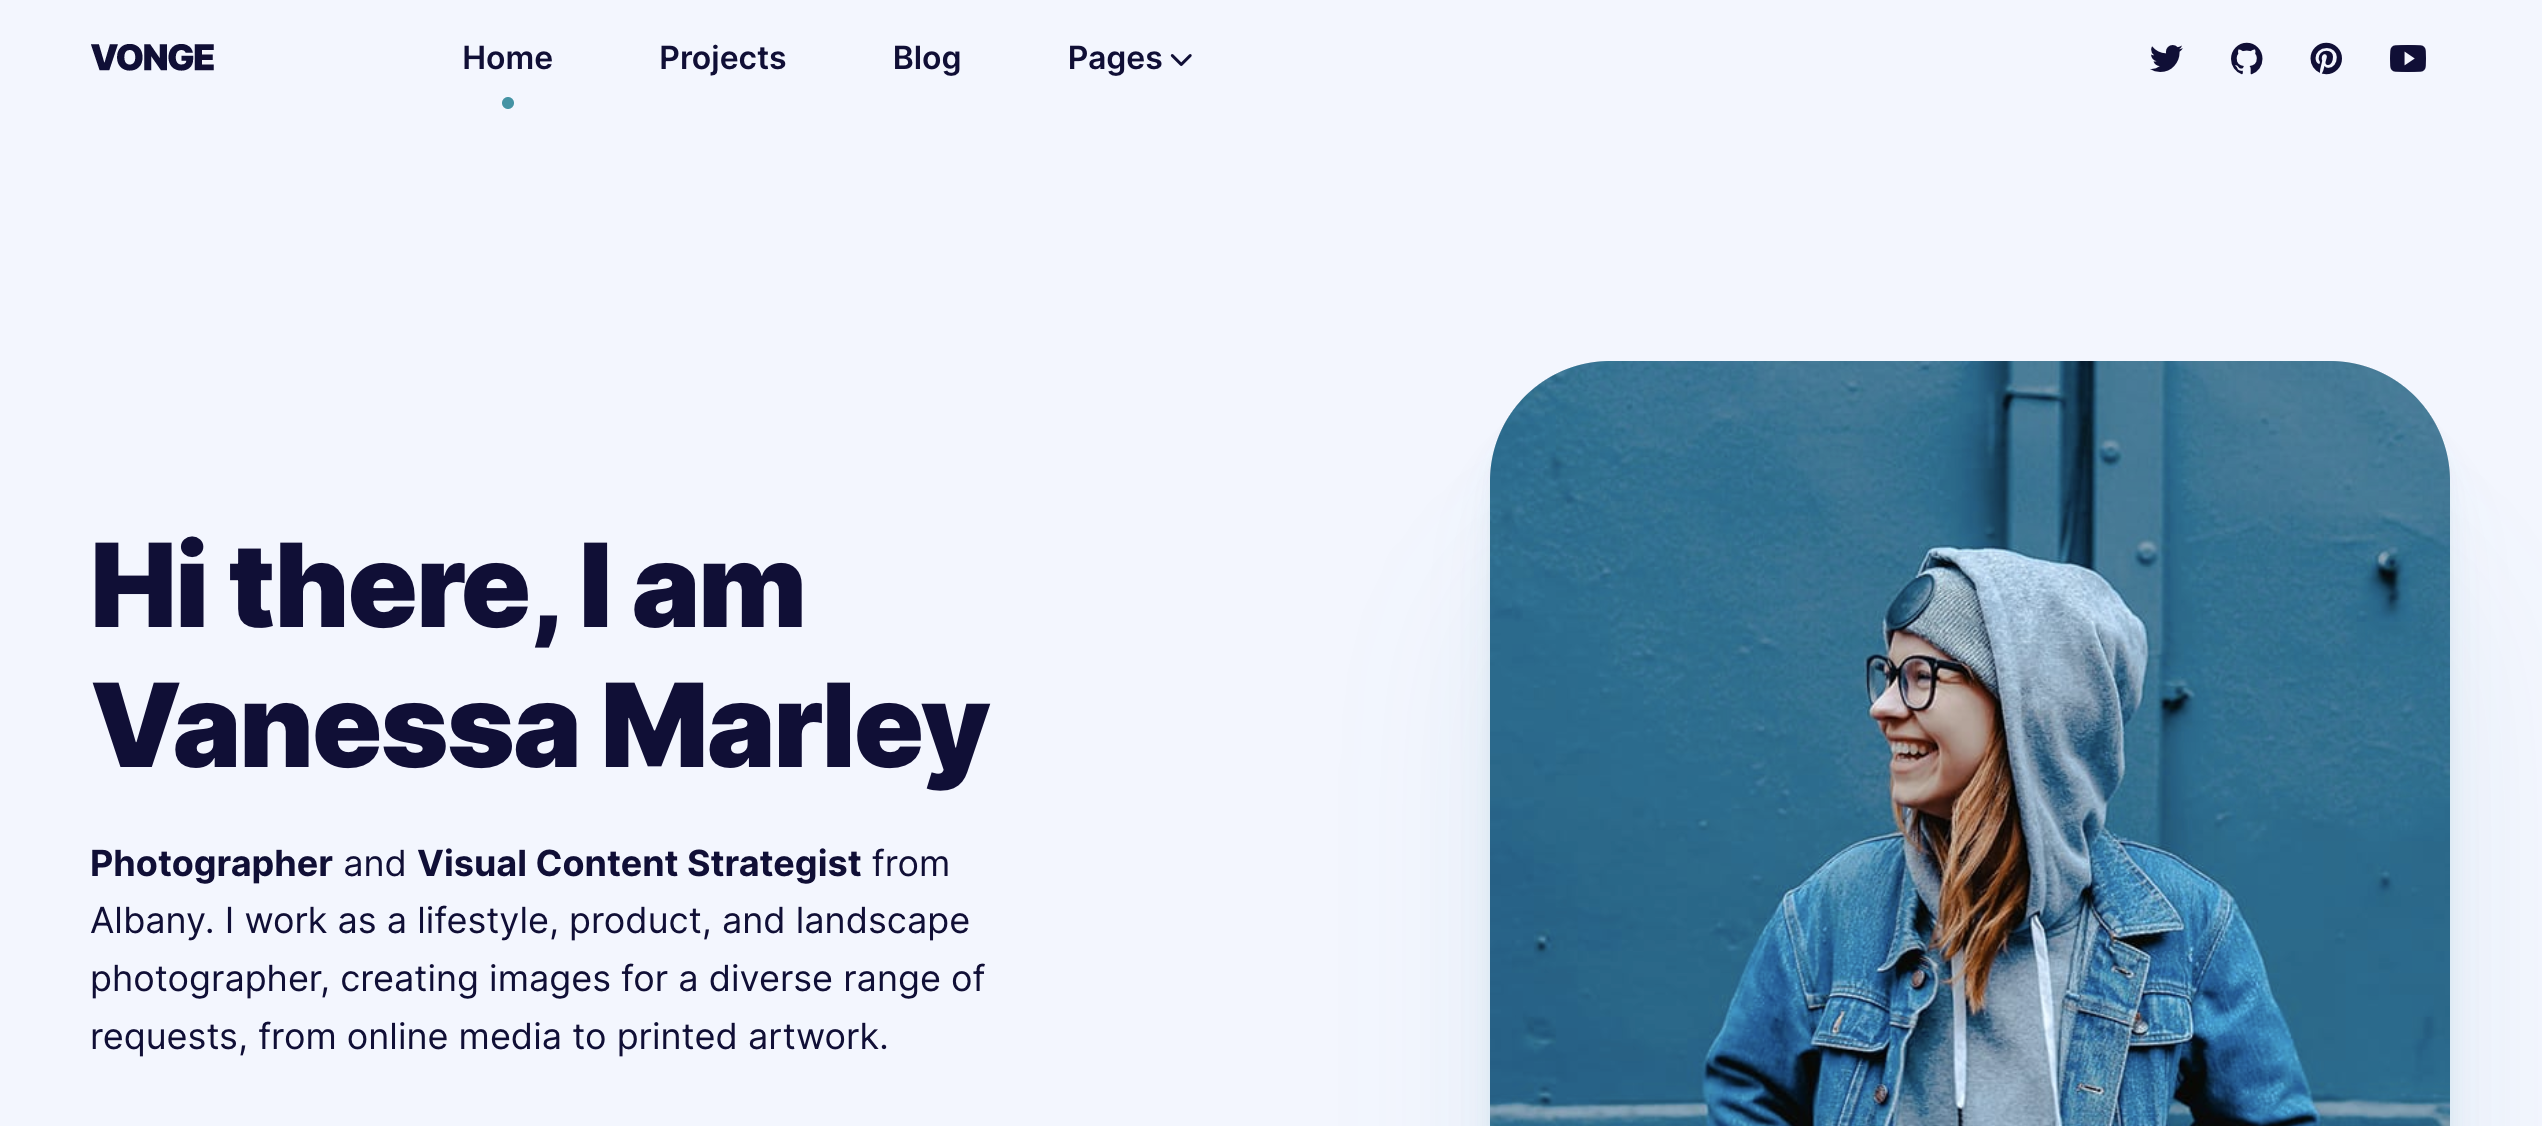 VONGE
Home
Projects
Blog
Pages
Hi there, I am
Vanessa Marley
Photographer and Visual Content Strategist from
Albany. I work as a lifestyle, product, and landscape
photographer, creating images for a diverse range of
requests, from online media to printed artwork.